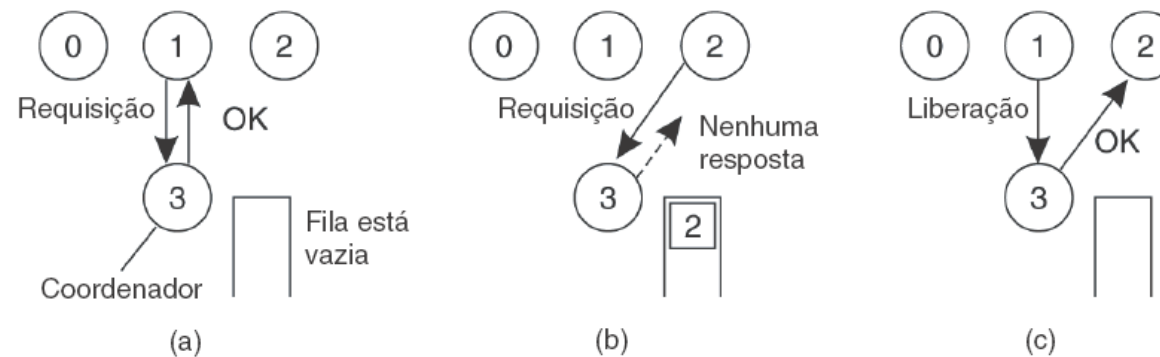 0 1 2
Requisição
OK
3
Fila está
vazia
Coordenador
(a)
0 1 2
Requisição
Nenhuma
resposta
3
2
(b)
0 1 2
Liberação
OK
3
(c)